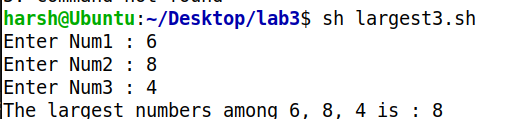 harsh@Ubuntu:~/Desktop/lab3$ sh largest3.sh
Enter Num1 : 6
Enter Num2 : 8
Enter Num3 : 4
The largest numbers among 6, 8, 4 is : 8